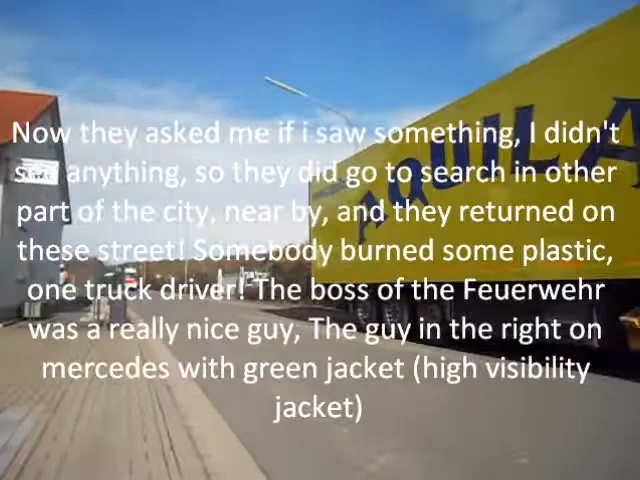 Now they asked me if i saw something, I didn't
see anything, so they did go to search in other
part of the city, near by, and they returned on
these street! Somebody burned some plastic,
one truck driver! The boss of the Feuerwehr
was a really nice guy, The guy in the right on
mercedes with green jacket (high visibility
jacket)
AQUILA